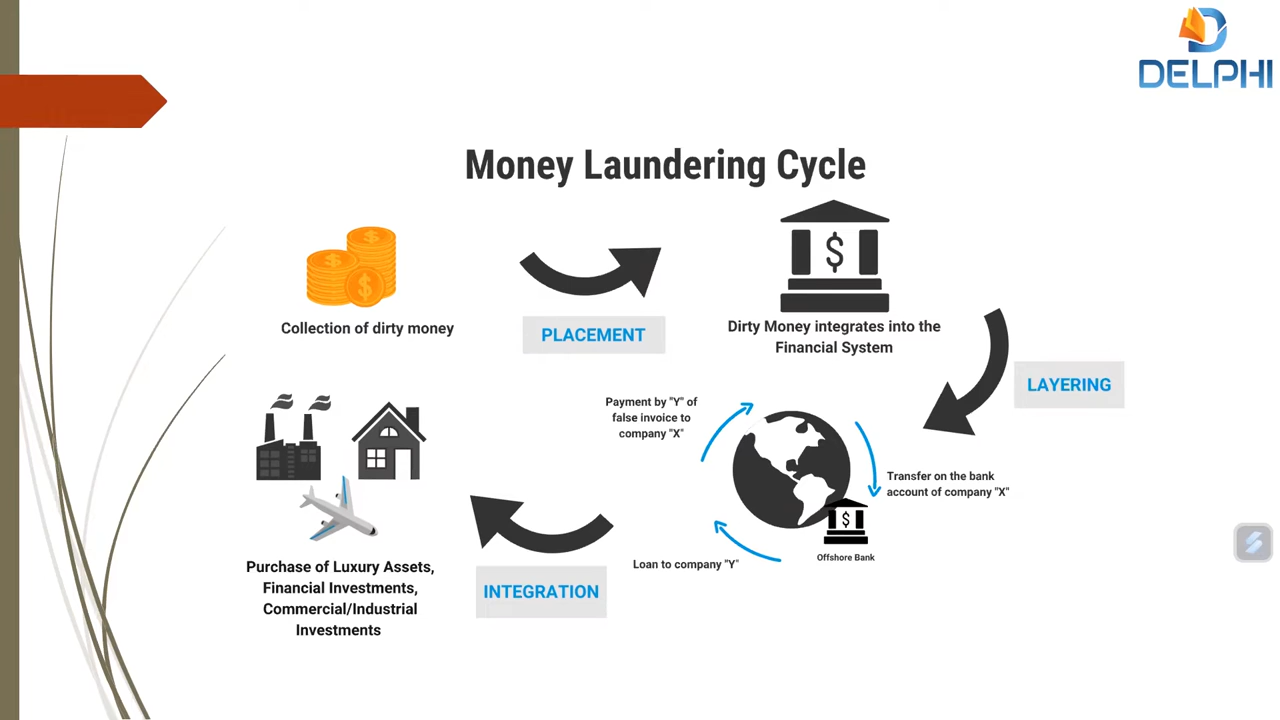 DELPHI
Money Laundering Cycle
Collection of dirty money
PLACEMENT
Dirty Money integrates into the
Financial System
LAYERING
Payment by "Y" of
false invoice to
company "X"
Transfer on the bank
account of company "X"
Offshore Bank
Loan to company "Y"
INTEGRATION
Purchase of Luxury Assets,
Financial Investments,
Commercial/Industrial
Investments